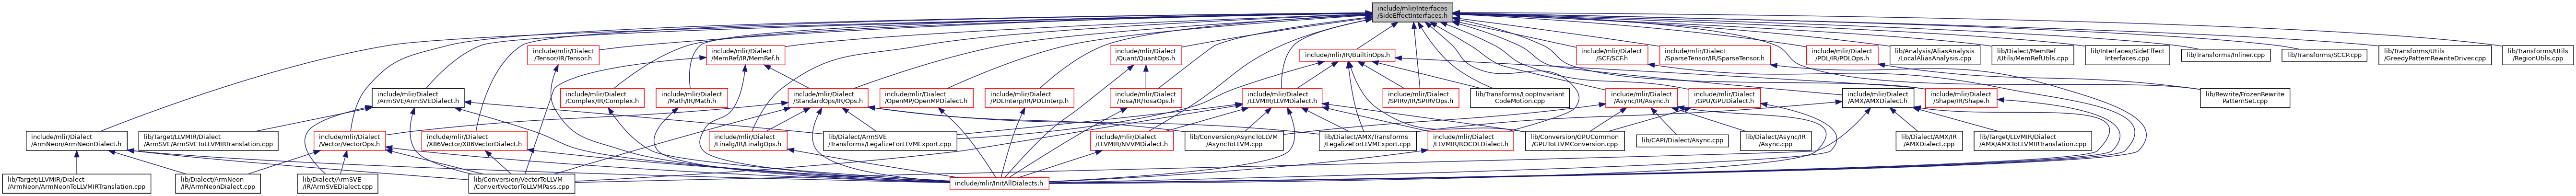 include/mlir/Interfaces
/SideEffectInterfaces.h
include/mlir/Dialect
/Tensor/IR/Tensor.h
include/mlir/Dialect
/MemRef/IR/MemRef.h
include/mlir/Dialect
/Quant/QuantOps.h
include/mlir/IR/BuiltinOps.h
include/mlir/Dialect
/SCF/SCF.h
include/mlir/Dialect
/SparseTensor/IR/SparseTensor.h
include/mlir/Dialect
/PDL/IR/PDLOps.h
lib/Analysis/AliasAnalysis
/LocalAliasAnalysis.cpp
lib/Dialect/MemRef
/Utils/MemRefUtils.cpp
lib/Interfaces/SideEffect
Interfaces.cpp
lib/Transforms/Inliner.cpp
lib/Transforms/SCCP.cpp
lib/Transforms/Utils
/GreedyPatternRewriteDriver.cpp
lib/Transforms/Utils
/RegionUtils.cpp
include/mlir/Dialect
/ArmSVE/ArmSVEDialect.h
include/mlir/Dialect
/Complex/IR/Complex.h
include/mlir/Dialect
/Math/IR/Math.h
include/mlir/Dialect
/StandardOps/IR/Ops.h
include/mlir/Dialect
/OpenMP/OpenMPDialect.h
include/mlir/Dialect
/PDLInterp/IR/PDLInterp.h
include/mlir/Dialect
/Tosa/IR/TosaOps.h
include/mlir/Dialect
/LLVMIR/LLVMDialect.h
include/mlir/Dialect
/SPIRV/IR/SPIRVOps.h
lib/Transforms/LoopInvariant
CodeMotion.cpp
include/mlir/Dialect
/Async/IR/Async.h
include/mlir/Dialect
/GPU/GPUDialect.h
include/mlir/Dialect
/AMX/AMXDialect.h
include/mlir/Dialect
/Shape/IR/Shape.h
lib/Rewrite/FrozenRewrite
PatternSet.cpp
include/mlir/Dialect
/ArmNeon/ArmNeonDialect.h
lib/Target/LLVMIR/Dialect
/ArmSVE/ArmSVEToLLVMIRTranslation.cpp
include/mlir/Dialect
/Vector/VectorOps.h
include/mlir/Dialect
/X86Vector/X86VectorDialect.h
include/mlir/Dialect
/Linalg/IR/LinalgOps.h
lib/Dialect/ArmSVE
/Transforms/LegalizeForLLVMExport.cpp
include/mlir/Dialect
/LLVMIR/NVVMDialect.h
lib/Conversion/AsyncToLLVM
/AsyncToLLVM.cpp
lib/Dialect/AMX/Transforms
/LegalizeForLLVMExport.cpp
include/mlir/Dialect
/LLVMIR/ROCDLDialect.h
lib/Conversion/GPUCommon
/GPUToLLVMConversion.cpp
lib/CAPI/Dialect/Async.cpp
lib/Dialect/Async/IR
/Async.cpp
lib/Dialect/AMX/IR
/AMXDialect.cpp
lib/Target/LLVMIR/Dialect
/AMX/AMXToLLVMIRTranslation.cpp
lib/Target/LLVMIR/Dialect
/ArmNeon/ArmNeonToLLVMIRTranslation.cpp
lib/Dialect/ArmNeon
/IR/ArmNeonDialect.cpp
lib/Dialect/ArmSVE
/IR/ArmSVEDialect.cpp
lib/Conversion/VectorToLLVM
/ConvertVectorToLLVMPass.cpp
include/mlir/InitAllDialects.h